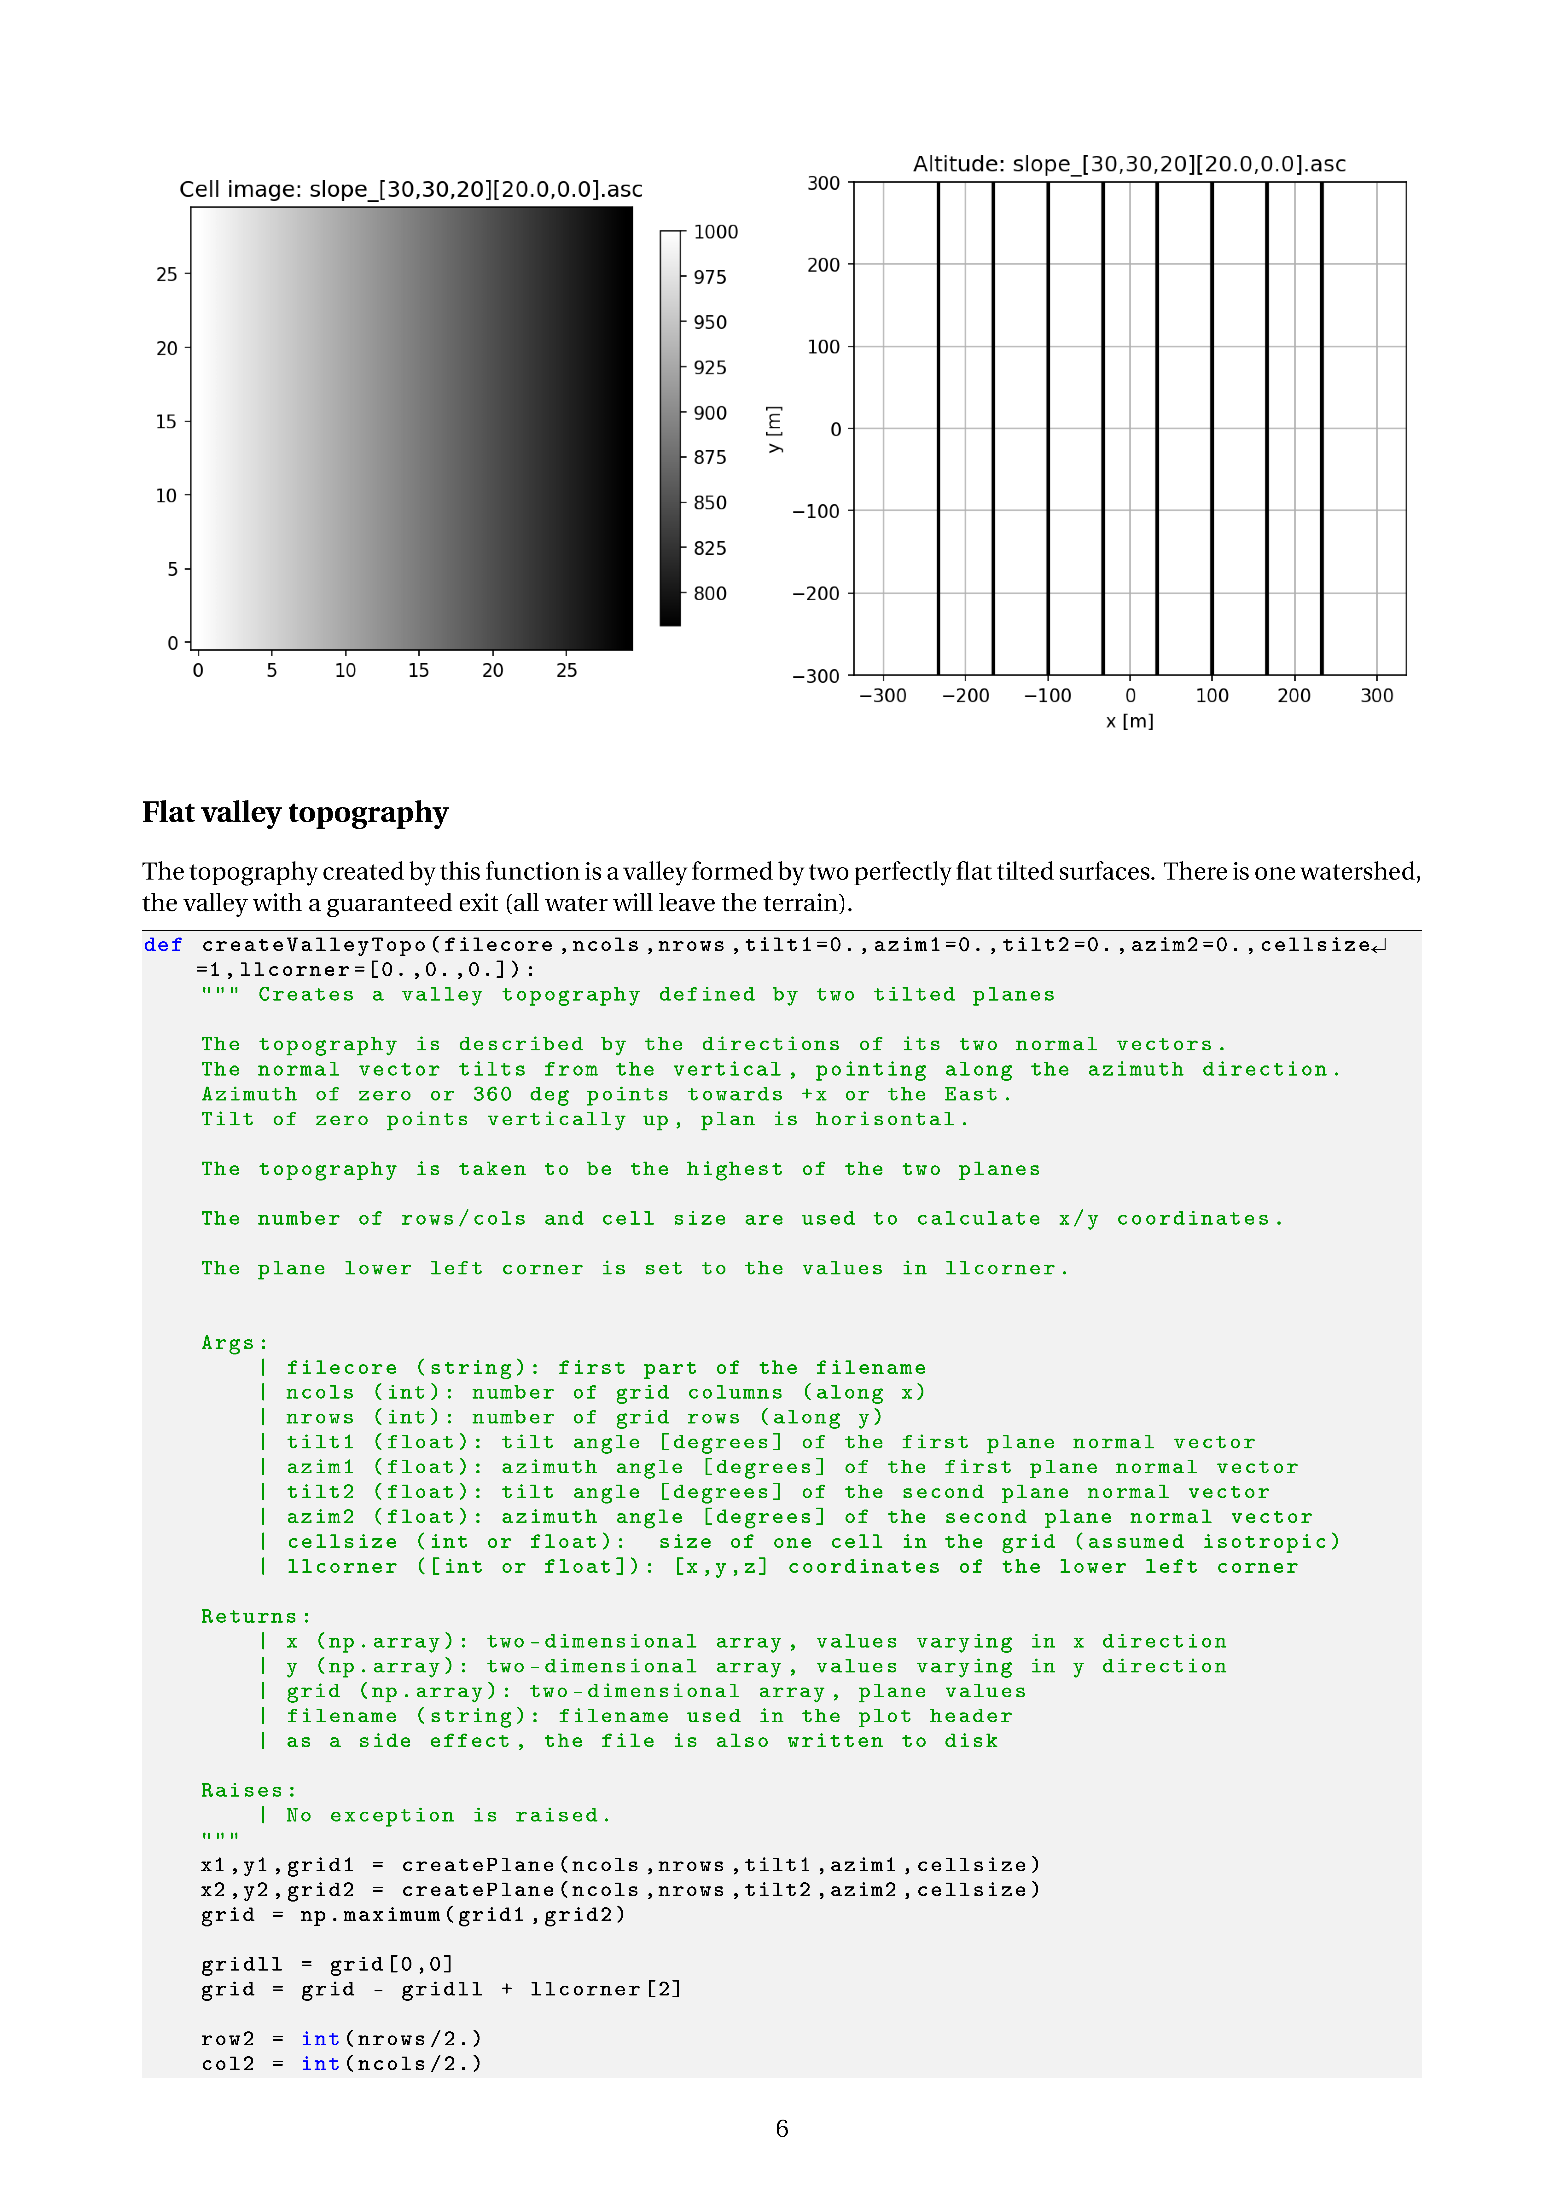 Cell image: slope_[30,30,20][20.0,0.0].asc
25
20
15
10
5
0
0 5 10 15 20 25
1000
975
950
925
900
875
850
825
800
Altitude: slope_[30,30,20][20.0,0.0].asc
300
200
100
0
−100
−200
−300
y [m]
−300 −200 −100 0 100 200 300
x [m]
Flat valley topography
The topography created by this function is a valley formed by two perfectly flat tilted surfaces. There is one watershed,
the valley with a guaranteed exit (all water will leave the terrain).
def createValleyTopo(filecore,ncols,nrows,tilt1=0.,azim1=0.,tilt2=0.,azim2=0.,cellsize↵
=1,llcorner=[0.,0.,0.]):
""" Creates a valley topography defined by two tilted planes
The topography is described by the directions of its two normal vectors.
The normal vector tilts from the vertical, pointing along the azimuth direction.
Azimuth of zero or 360 deg points towards +x or the East.
Tilt of zero points vertically up, plan is horisontal.
The topography is taken to be the highest of the two planes
The number of rows/cols and cell size are used to calculate x/y coordinates.
The plane lower left corner is set to the values in llcorner.
Args:
| filecore (string): first part of the filename
| ncols (int): number of grid columns (along x)
| nrows (int): number of grid rows (along y)
| tilt1 (float): tilt angle [degrees] of the first plane normal vector
| azim1 (float): azimuth angle [degrees] of the first plane normal vector
| tilt2 (float): tilt angle [degrees] of the second plane normal vector
| azim2 (float): azimuth angle [degrees] of the second plane normal vector
| cellsize (int or float):  size of one cell in the grid (assumed isotropic)
| llcorner ([int or float]): [x,y,z] coordinates of the lower left corner
Returns:
| x (np.array): two-dimensional array, values varying in x direction
| y (np.array): two-dimensional array, values varying in y direction
| grid (np.array): two-dimensional array, plane values
| filename (string): filename used in the plot header
| as a side effect, the file is also written to disk
Raises:
| No exception is raised.
"""
x1,y1,grid1 = createPlane(ncols,nrows,tilt1,azim1,cellsize)
x2,y2,grid2 = createPlane(ncols,nrows,tilt2,azim2,cellsize)
grid = np.maximum(grid1,grid2)
gridll = grid[0,0]
grid = grid - gridll + llcorner[2]
row2 = int(nrows/2.)
col2 = int(ncols/2.)
6